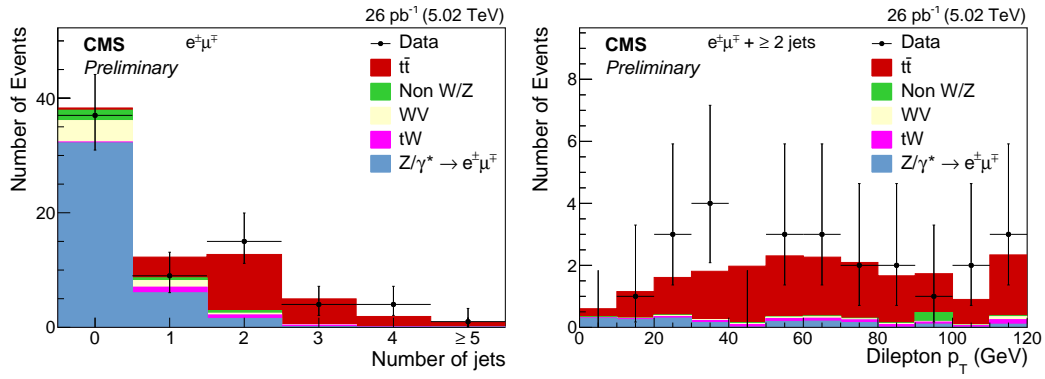 26 pb⁻¹ (5.02 TeV)
CMS
Preliminary
e±μ∓
Data
tt̄
Non W/Z
WV
tW
Z/γ* → e±μ∓
Number of Events
40
20
0
0 1 2 3 4 ≥5
Number of jets
26 pb⁻¹ (5.02 TeV)
CMS
Preliminary
e±μ∓ + ≥ 2 jets
Data
tt̄
Non W/Z
WV
tW
Z/γ* → e±μ∓
Number of Events
8
6
4
2
0
0 20 40 60 80 100 120
Dilepton p_T (GeV)